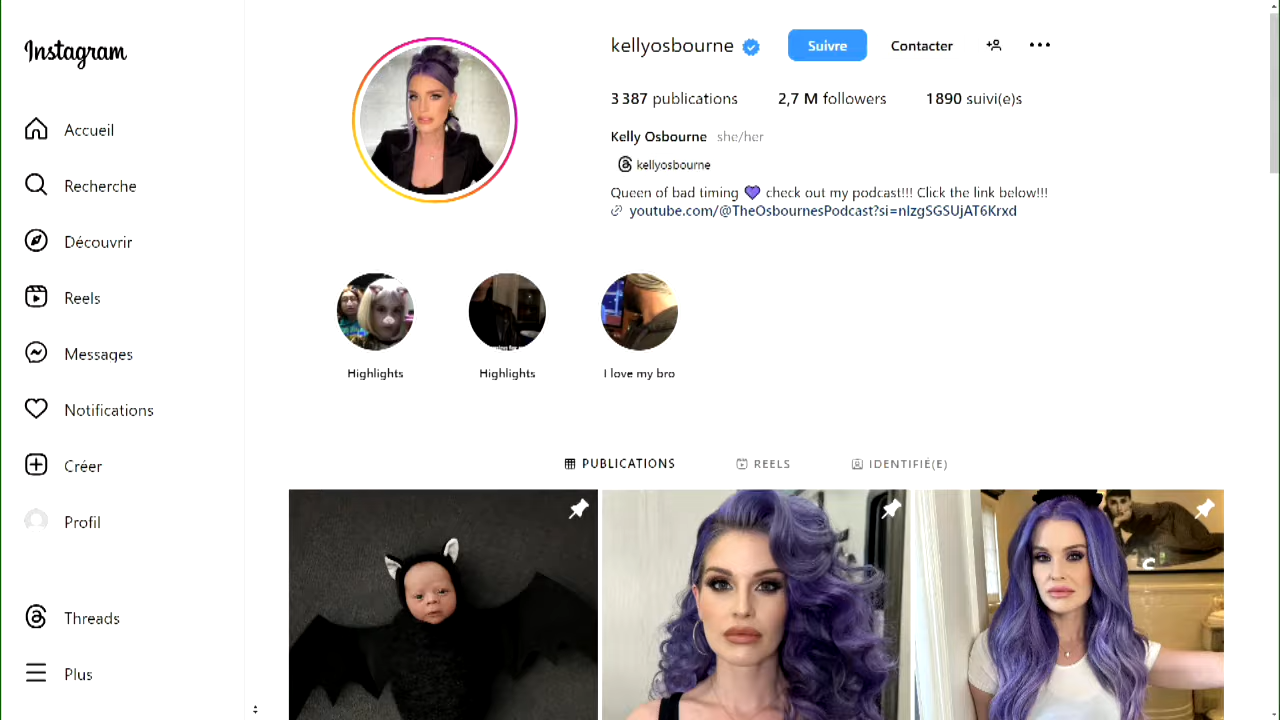 Instagram
Accueil
Recherche
Découvrir
Reels
Messages
Notifications
Créer
Profil
Threads
Plus
kellyosbourne Suivre Contacter
3 387 publications 2,7 M followers 1 890 suivi(e)s
Kelly Osbourne she/her
kellyosbourne
Queen of bad timing 💜 check out my podcast!!! Click the link below!!!
youtube.com/@TheOsbournesPodcast?si=nIzgSGSUjAT6Krxd
Highlights Highlights I love my bro
PUBLICATIONS REELS IDENTIFIÉ(E)